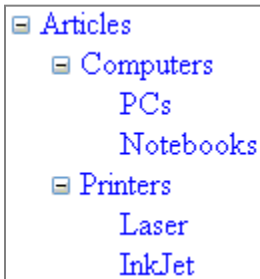 Articles
Computers
PCs
Notebooks
Printers
Laser
InkJet